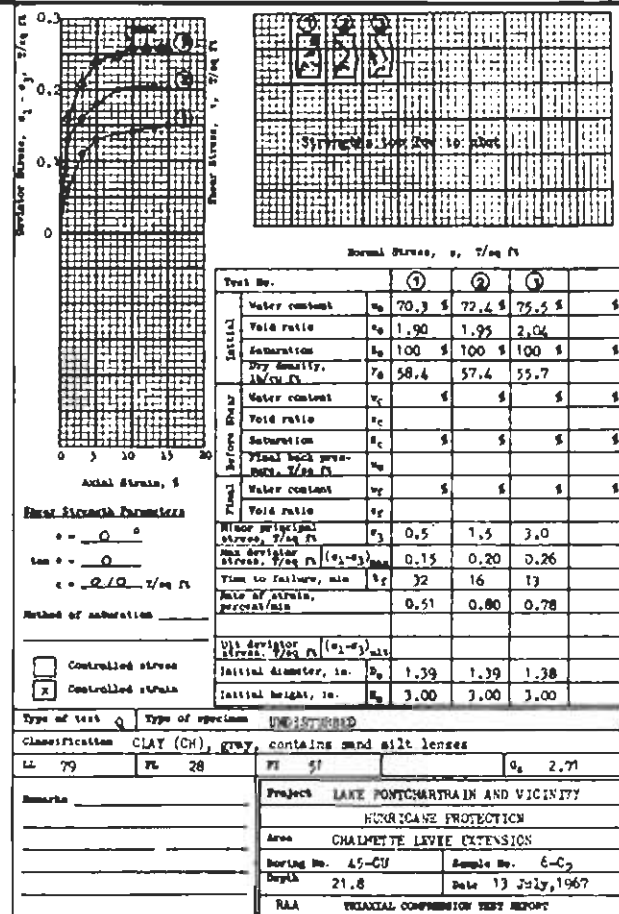 0.3
0.2
0.1
0
Deviator Stress, σ1 - σ3, T/sq ft
Shear Stress, τ, T/sq ft
① ② ③
Strengths too low to plot
Normal Stress, σ, T/sq ft
0 5 10 15 20
Axial Strain, %
Shear Strength Parameters
φ = 0 °
tan φ = 0
c = 0.10 T/sq ft
Method of saturation
Controlled stress
x Controlled strain
Test No. ① ② ③
Initial
Water content w₀ 70.3 % 72.4 % 75.5 % %
Void ratio e₀ 1.90 1.95 2.04
Saturation S₀ 100 % 100 % 100 % %
Dry density, lb/cu ft γd 58.4 57.4 55.7
Before Shear
Water content wc % % % %
Void ratio ec
Saturation Sc % % % %
Final back pressure, T/sq ft u₀
Final
Water content wf % % % %
Void ratio ef
Minor principal stress, T/sq ft σ3 0.5 1.5 3.0
Max deviator stress, T/sq ft (σ1-σ3)max 0.15 0.20 0.26
Time to failure, min tf 32 16 13
Rate of strain, percent/min 0.51 0.80 0.78
Ult deviator stress, T/sq ft (σ1-σ3)ult
Initial diameter, in. D₀ 1.39 1.39 1.38
Initial height, in. H₀ 3.00 3.00 3.00
Type of test Q Type of specimen UNDISTURBED
Classification CLAY (CH), gray, contains sand silt lenses
LL 79 PL 28 PI 51 Gs 2.71
Remarks
Project LAKE PONTCHARTRAIN AND VICINITY
HURRICANE PROTECTION
Area CHALMETTE LEVEE EXTENSION
Boring No. 45-CU Sample No. 6-C
Depth 21.8 Date 13 July, 1967
RAA TRIAXIAL COMPRESSION TEST REPORT